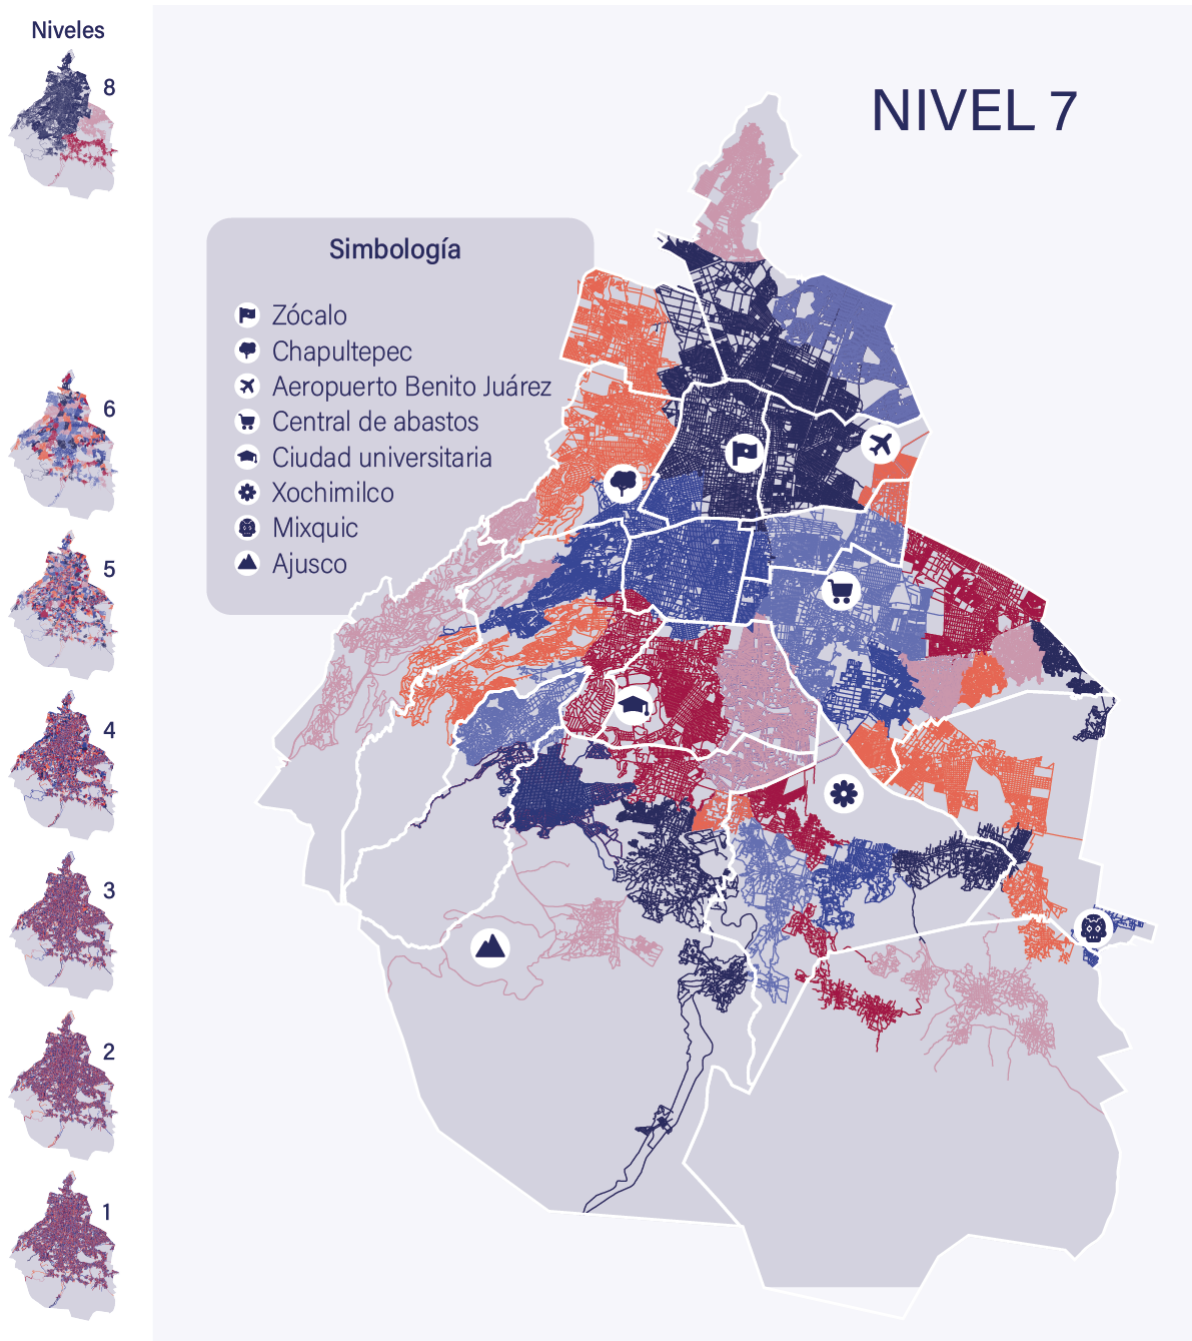 Niveles
8
6
5
4
3
2
1
NIVEL 7
Simbología
Zócalo
Chapultepec
Aeropuerto Benito Juárez
Central de abastos
Ciudad universitaria
Xochimilco
Mixquic
Ajusco